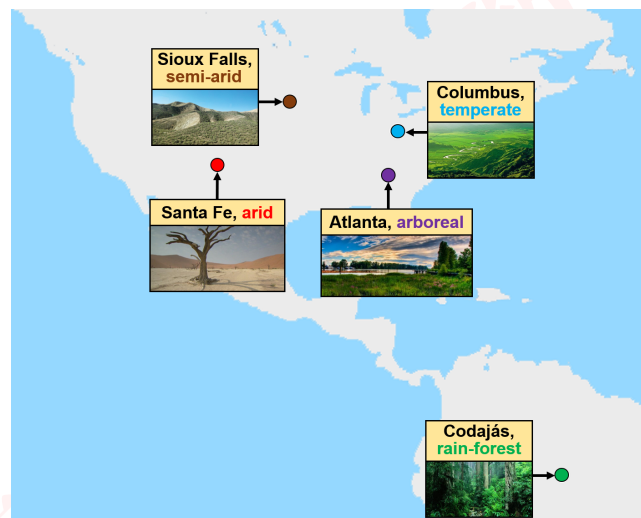 Sioux Falls,
semi-arid
Columbus,
temperate
Santa Fe, arid
Atlanta, arboreal
Codajás,
rain-forest